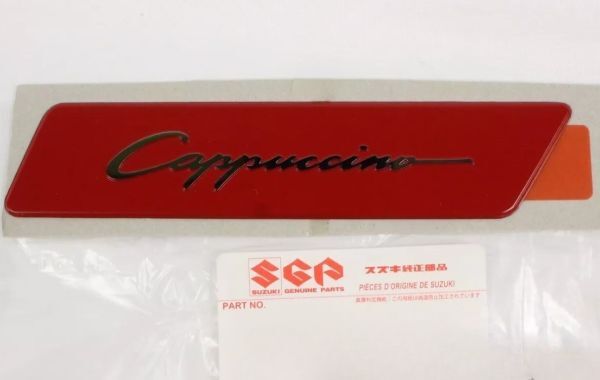 Cappuccino
SGP
スズキ純正部品
SUZUKI GENUINE PARTS
PIÈCES D'ORIGINE DE SUZUKI
PART NO.